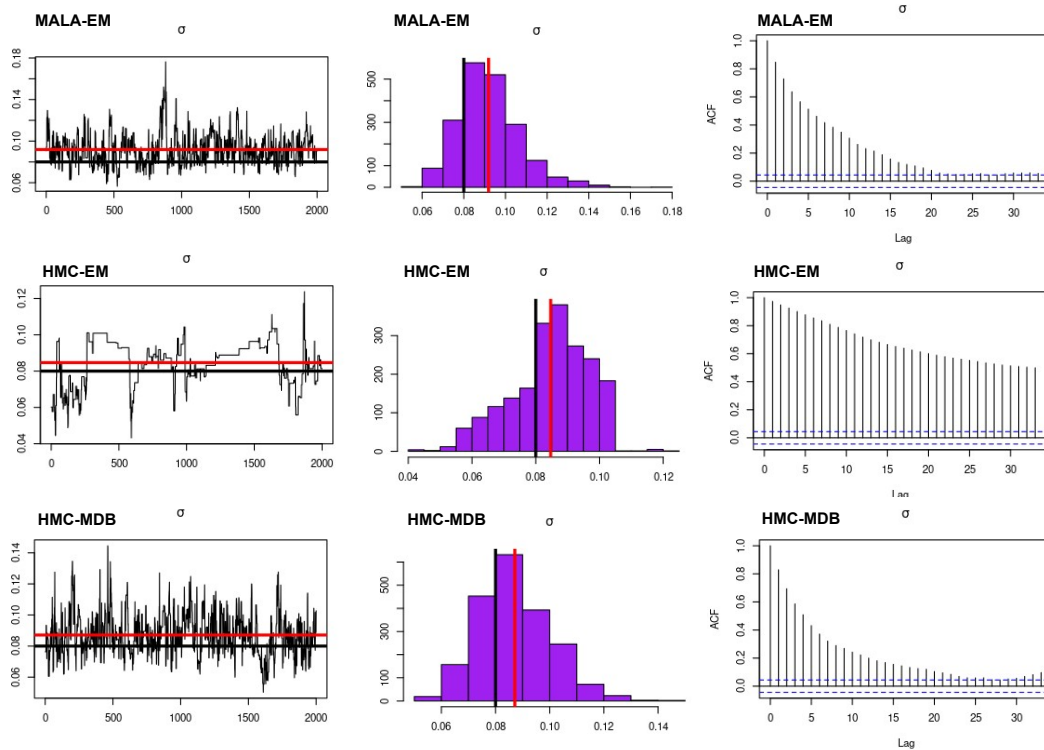 MALA-EM
σ
0.06 0.10 0.14 0.18
0 500 1000 1500 2000
MALA-EM
σ
0 100 300 500
0.06 0.08 0.10 0.12 0.14 0.16 0.18
σ
ACF
0.0 0.2 0.4 0.6 0.8 1.0
0 5 10 15 20 25 30
Lag
HMC-EM
σ
0.04 0.06 0.08 0.10 0.12
0 500 1000 1500 2000
HMC-EM
σ
0 100 200 300
0.04 0.06 0.08 0.10 0.12
HMC-EM
σ
ACF
0.0 0.2 0.4 0.6 0.8 1.0
0 5 10 15 20 25 30
Lag
HMC-MDB
σ
0.06 0.08 0.10 0.12 0.14
0 500 1000 1500 2000
HMC-MDB
σ
0 100 300 500
0.06 0.08 0.10 0.12 0.14
HMC-MDB
σ
ACF
0.0 0.2 0.4 0.6 0.8 1.0
0 5 10 15 20 25 30
Lag